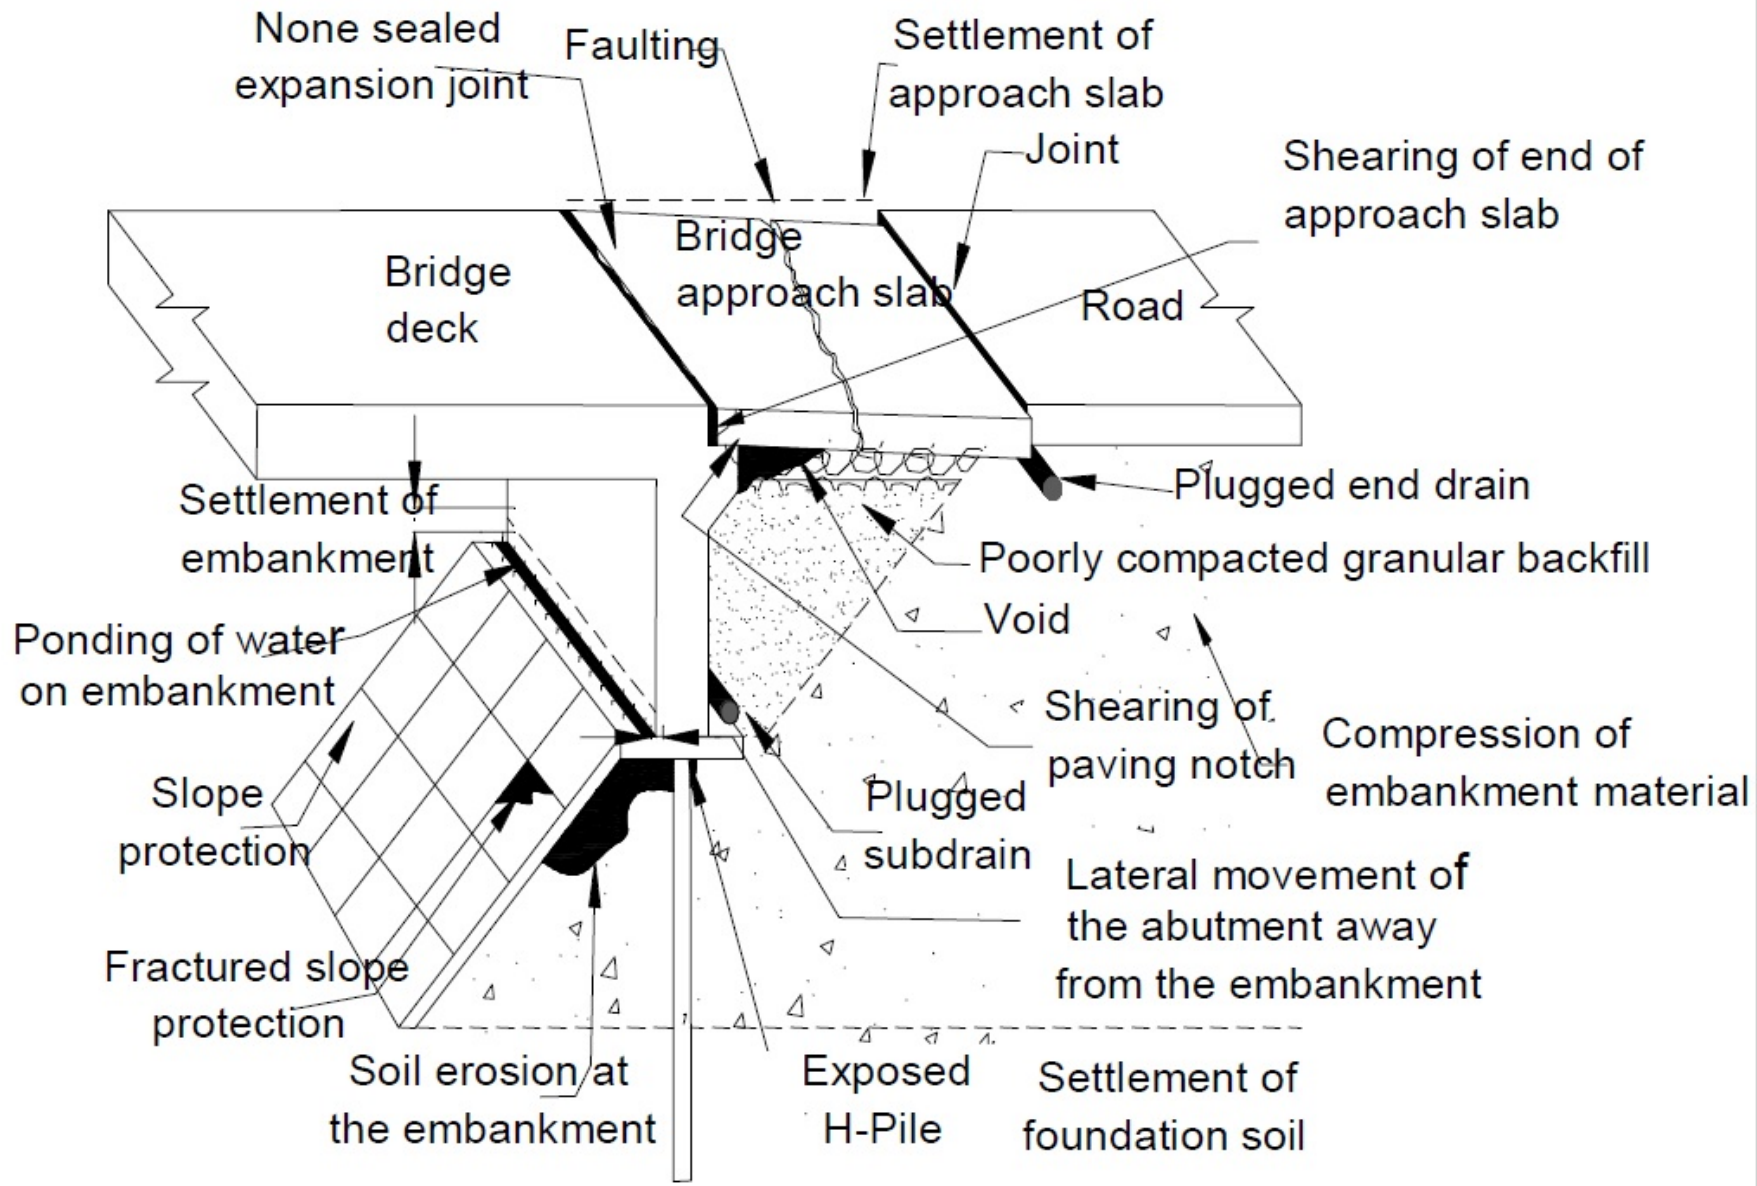 None sealed
expansion joint
Faulting
Settlement of
approach slab
Joint
Shearing of end of
approach slab
Bridge
deck
Bridge
approach slab
Road
Settlement of
embankment
Plugged end drain
Poorly compacted granular backfill
Void
Ponding of water
on embankment
Shearing of
paving notch
Compression of
embankment material
Slope
protection
Plugged
subdrain
Lateral movement of
the abutment away
from the embankment
Fractured slope
protection
Soil erosion at
the embankment
Exposed
H-Pile
Settlement of
foundation soil